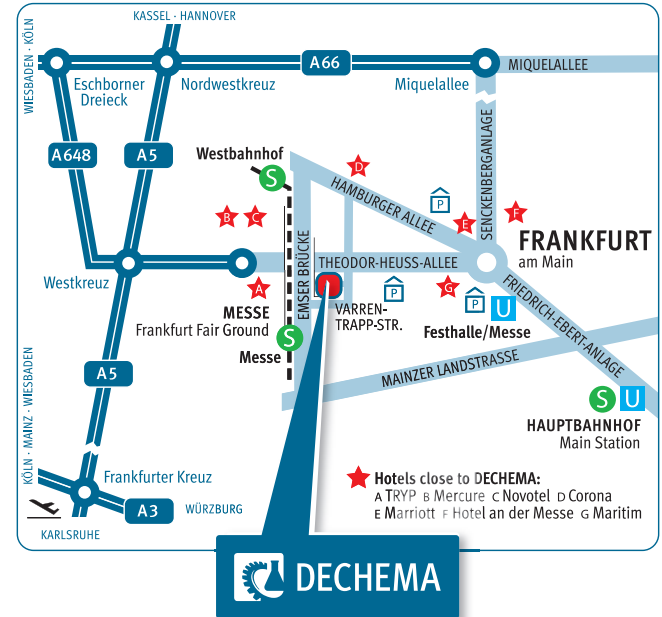 KASSEL · HANNOVER
WIESBADEN · KÖLN
A66
MIQUELALLEE
Eschborner
Dreieck
Nordwestkreuz
Miquelallee
A648
A5
Westbahnhof
S
D
HAMBURGER ALLEE
SENCKENBERGANLAGE
P
B
C
E
F
FRANKFURT
am Main
THEODOR-HEUSS-ALLEE
EMSER BRÜCKE
Westkreuz
A
G
P
P
U
MESSE
Frankfurt Fair Ground
VARREN-
TRAPP-STR.
Festhalle/Messe
FRIEDRICH-EBERT-ANLAGE
S
Messe
MAINZER LANDSTRASSE
A5
KÖLN · MAINZ · WIESBADEN
S
U
HAUPTBAHNHOF
Main Station
Frankfurter Kreuz
A3
WÜRZBURG
KARLSRUHE
Hotels close to DECHEMA:
A TRYP B Mercure C Novotel D Corona
E Marriott F Hotel an der Messe G Maritim
DECHEMA